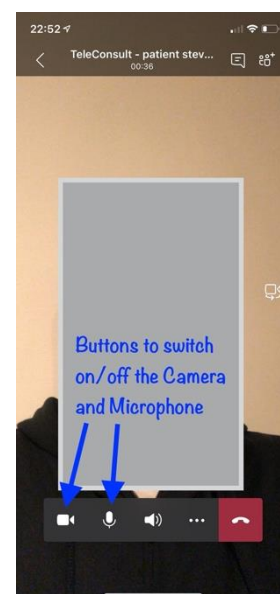 22:52
TeleConsult - patient stev...
00:36
Buttons to switch
on/off the Camera
and Microphone